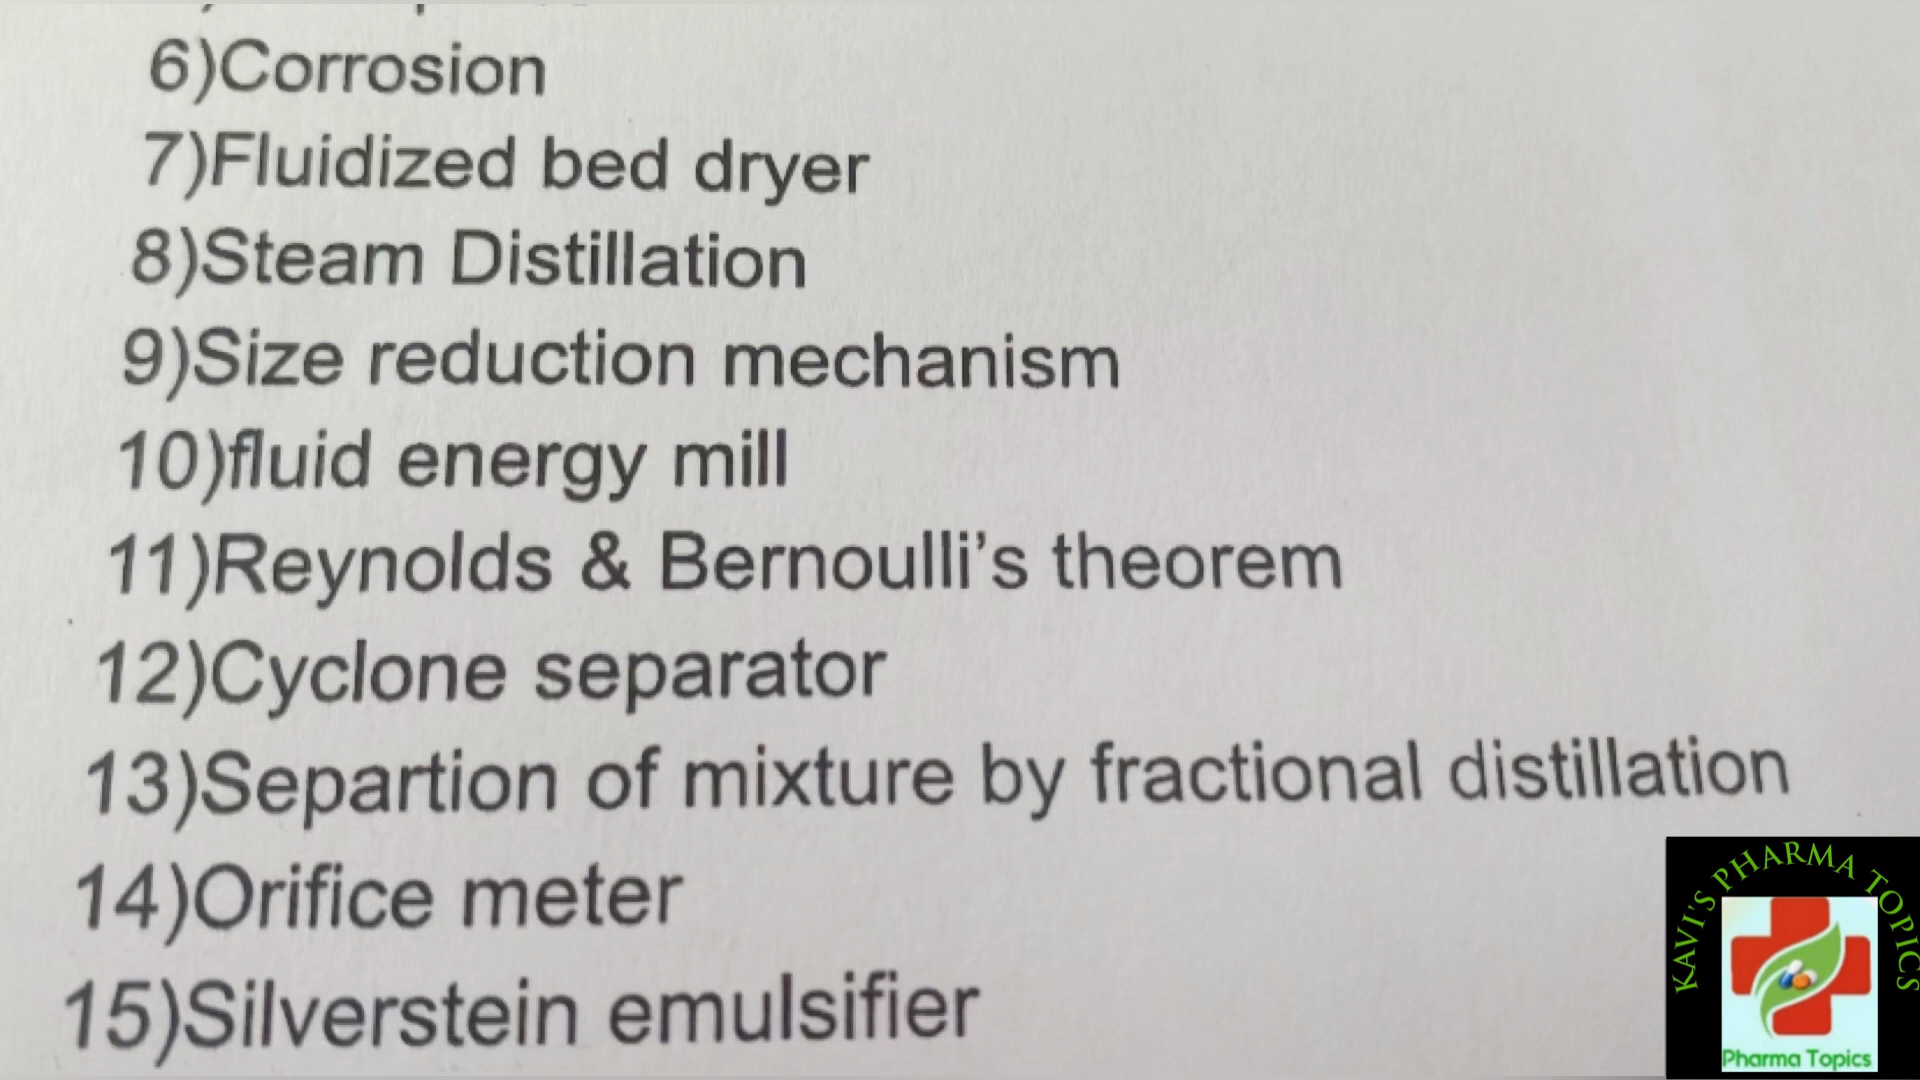 6)Corrosion
7)Fluidized bed dryer
8)Steam Distillation
9)Size reduction mechanism
10)fluid energy mill
11)Reynolds & Bernoulli's theorem
12)Cyclone separator
13)Separtion of mixture by fractional distillation
14)Orifice meter
15)Silverstein emulsifier
KAVI'S PHARMA TOPICS
Pharma Topics